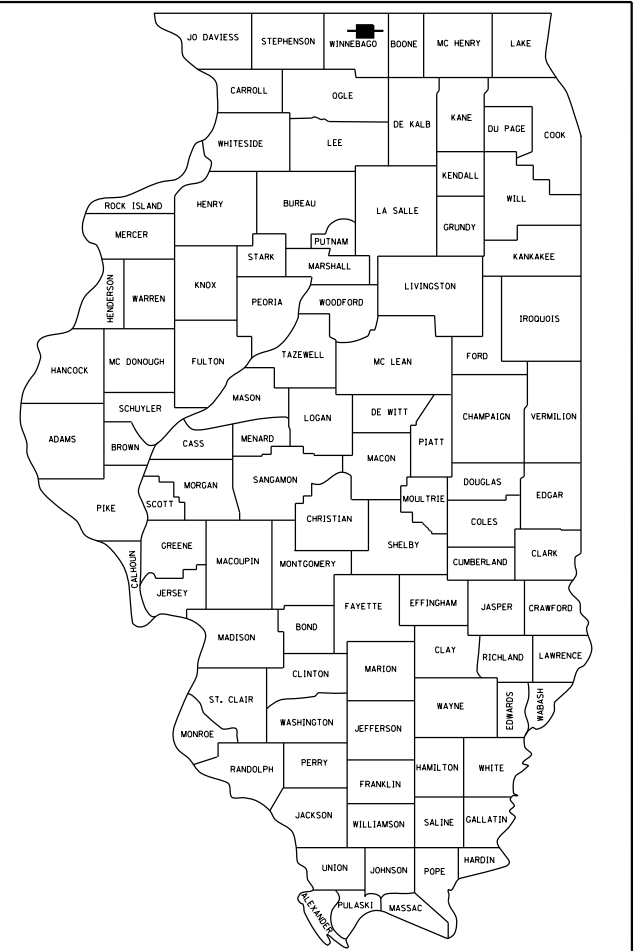 JO DAVIESS
STEPHENSON
WINNEBAGO
BOONE
MC HENRY
LAKE
CARROLL
OGLE
DE KALB
KANE
DU PAGE
COOK
WHITESIDE
LEE
KENDALL
WILL
ROCK ISLAND
HENRY
BUREAU
LA SALLE
GRUNDY
MERCER
PUTNAM
STARK
MARSHALL
KANKAKEE
HENDERSON
WARREN
KNOX
PEORIA
WOODFORD
LIVINGSTON
IROQUOIS
HANCOCK
MC DONOUGH
FULTON
TAZEWELL
MC LEAN
FORD
SCHUYLER
MASON
LOGAN
DE WITT
CHAMPAIGN
VERMILION
ADAMS
BROWN
CASS
MENARD
PIATT
MACON
MORGAN
SANGAMON
DOUGLAS
EDGAR
PIKE
SCOTT
CHRISTIAN
MOULTRIE
COLES
GREENE
MACOUPIN
MONTGOMERY
SHELBY
CUMBERLAND
CLARK
CALHOUN
JERSEY
FAYETTE
EFFINGHAM
JASPER
CRAWFORD
MADISON
BOND
CLAY
RICHLAND
LAWRENCE
CLINTON
MARION
ST. CLAIR
WAYNE
EDWARDS
WABASH
MONROE
WASHINGTON
JEFFERSON
RANDOLPH
PERRY
HAMILTON
WHITE
FRANKLIN
JACKSON
WILLIAMSON
SALINE
GALLATIN
UNION
JOHNSON
POPE
HARDIN
ALEXANDER
PULASKI
MASSAC